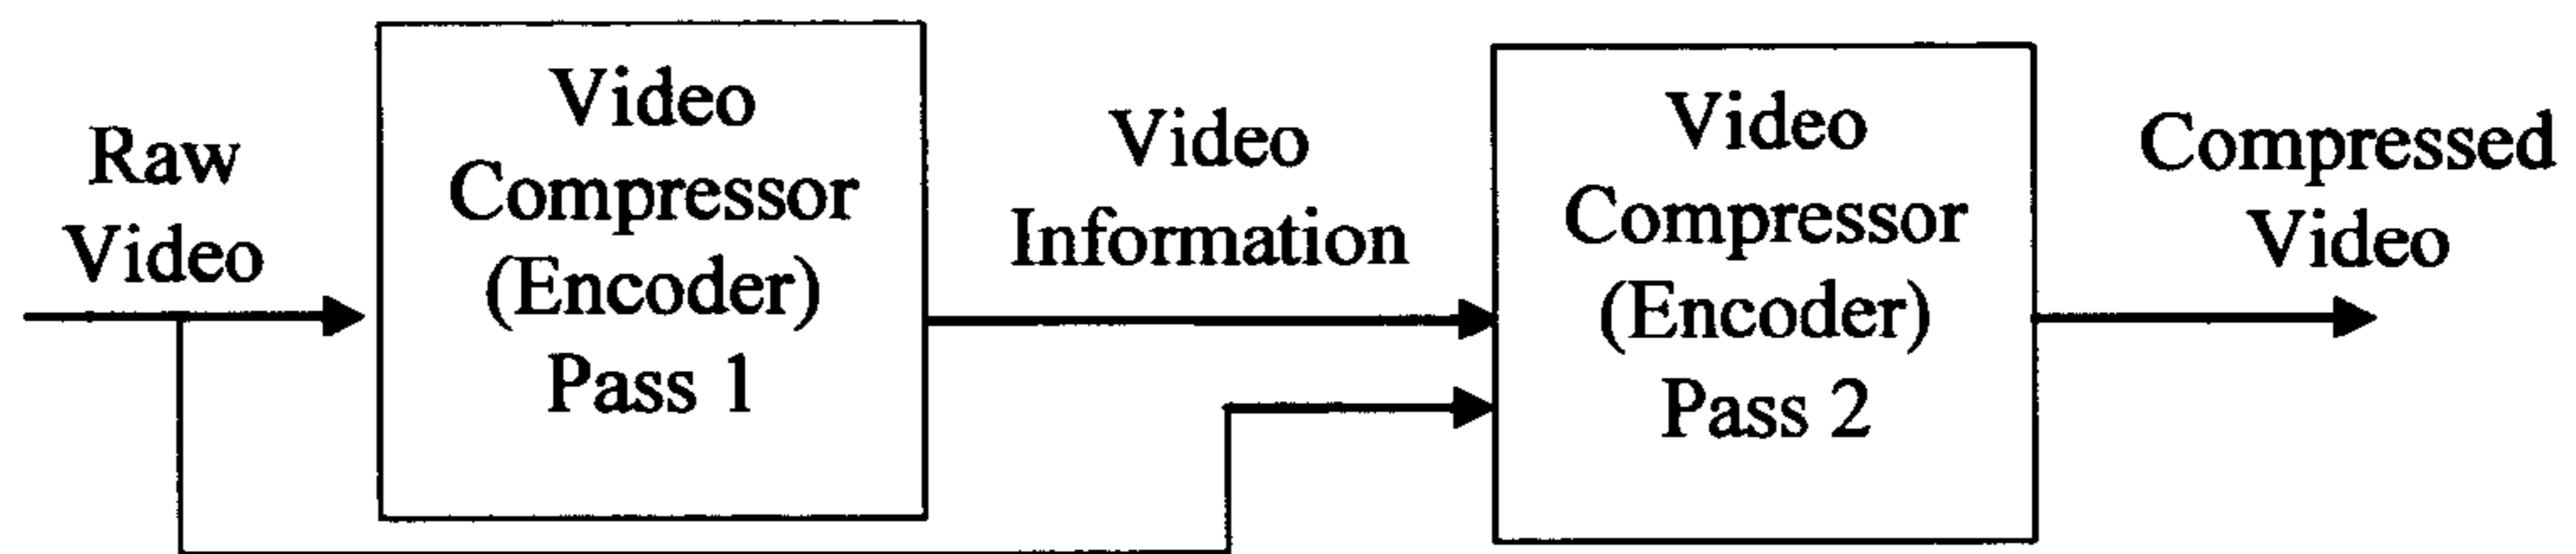 Raw
Video
Video
Compressor
(Encoder)
Pass 1
Video
Information
Video
Compressor
(Encoder)
Pass 2
Compressed
Video